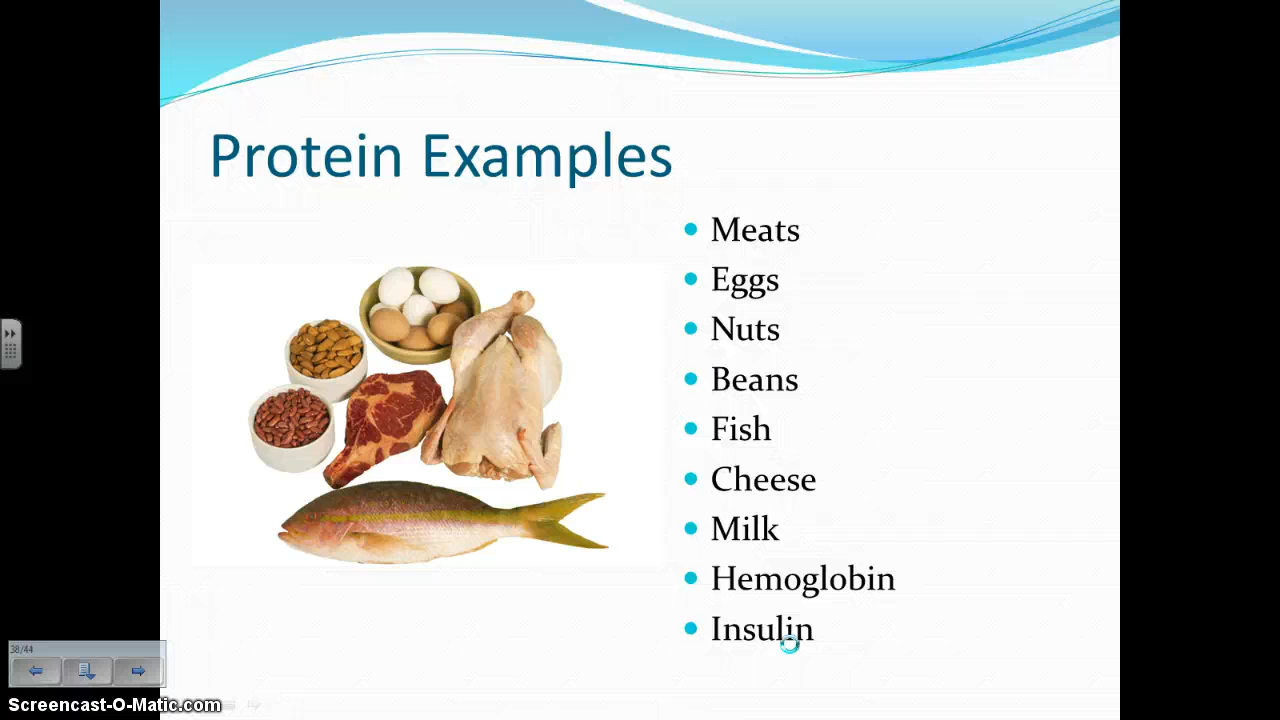 Protein Examples
Meats
Eggs
Nuts
Beans
Fish
Cheese
Milk
Hemoglobin
Insulin
38/44
Screencast-O-Matic.com